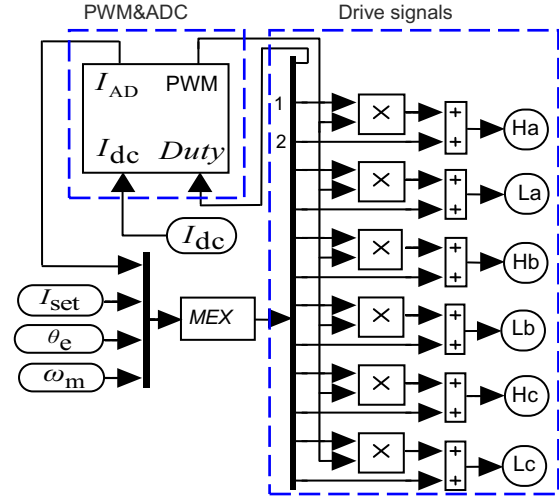 PWM&ADC
Drive signals
I_AD PWM
I_dc Duty
I_dc
I_set
θ_e
ω_m
MEX
1
2
×
+
+
Ha
×
+
+
La
×
+
+
Hb
×
+
+
Lb
×
+
+
Hc
×
+
+
Lc